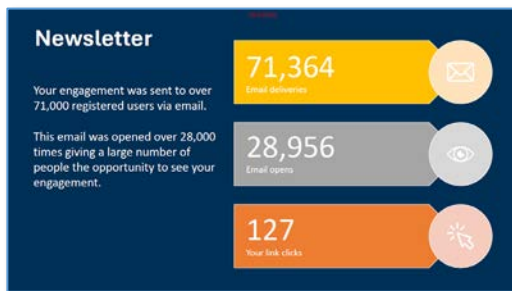 Newsletter
Your engagement was sent to over
71,000 registered users via email.
This email was opened over 28,000
times giving a large number of
people the opportunity to see your
engagement.
71,364
Email deliveries
28,956
Email opens
127
Your link clicks